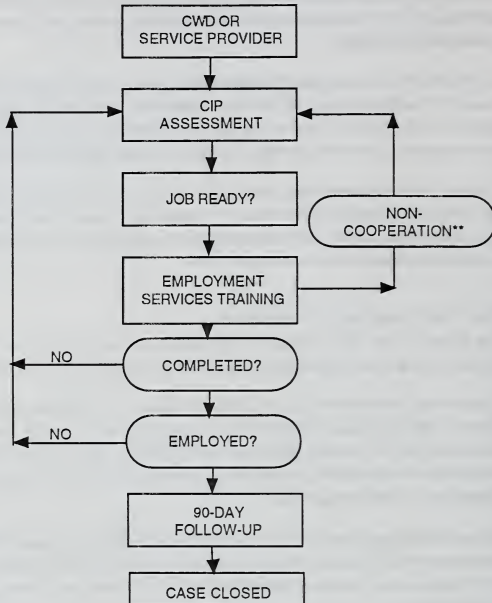 CWD OR
SERVICE PROVIDER
CIP
ASSESSMENT
JOB READY?
NON-
COOPERATION**
EMPLOYMENT
SERVICES TRAINING
NO
COMPLETED?
NO
EMPLOYED?
90-DAY
FOLLOW-UP
CASE CLOSED